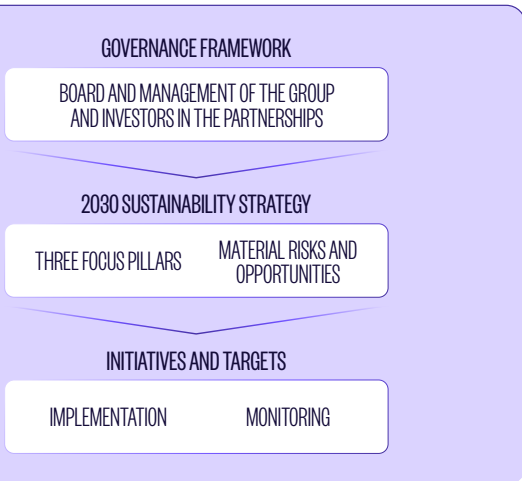 GOVERNANCE FRAMEWORK
BOARD AND MANAGEMENT OF THE GROUP
AND INVESTORS IN THE PARTNERSHIPS
2030 SUSTAINABILITY STRATEGY
THREE FOCUS PILLARS
MATERIAL RISKS AND
OPPORTUNITIES
INITIATIVES AND TARGETS
IMPLEMENTATION
MONITORING